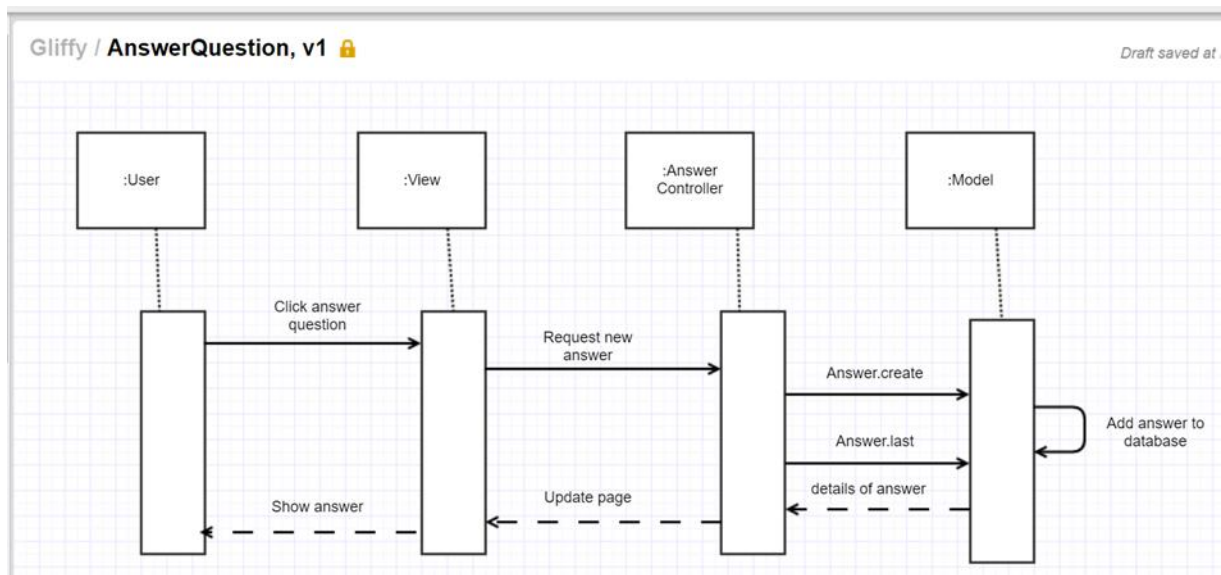 Gliffy / AnswerQuestion, v1
Draft saved at
:User
:View
:Answer
Controller
:Model
Click answer
question
Request new
answer
Answer.create
Add answer to
database
Answer.last
details of answer
Update page
Show answer